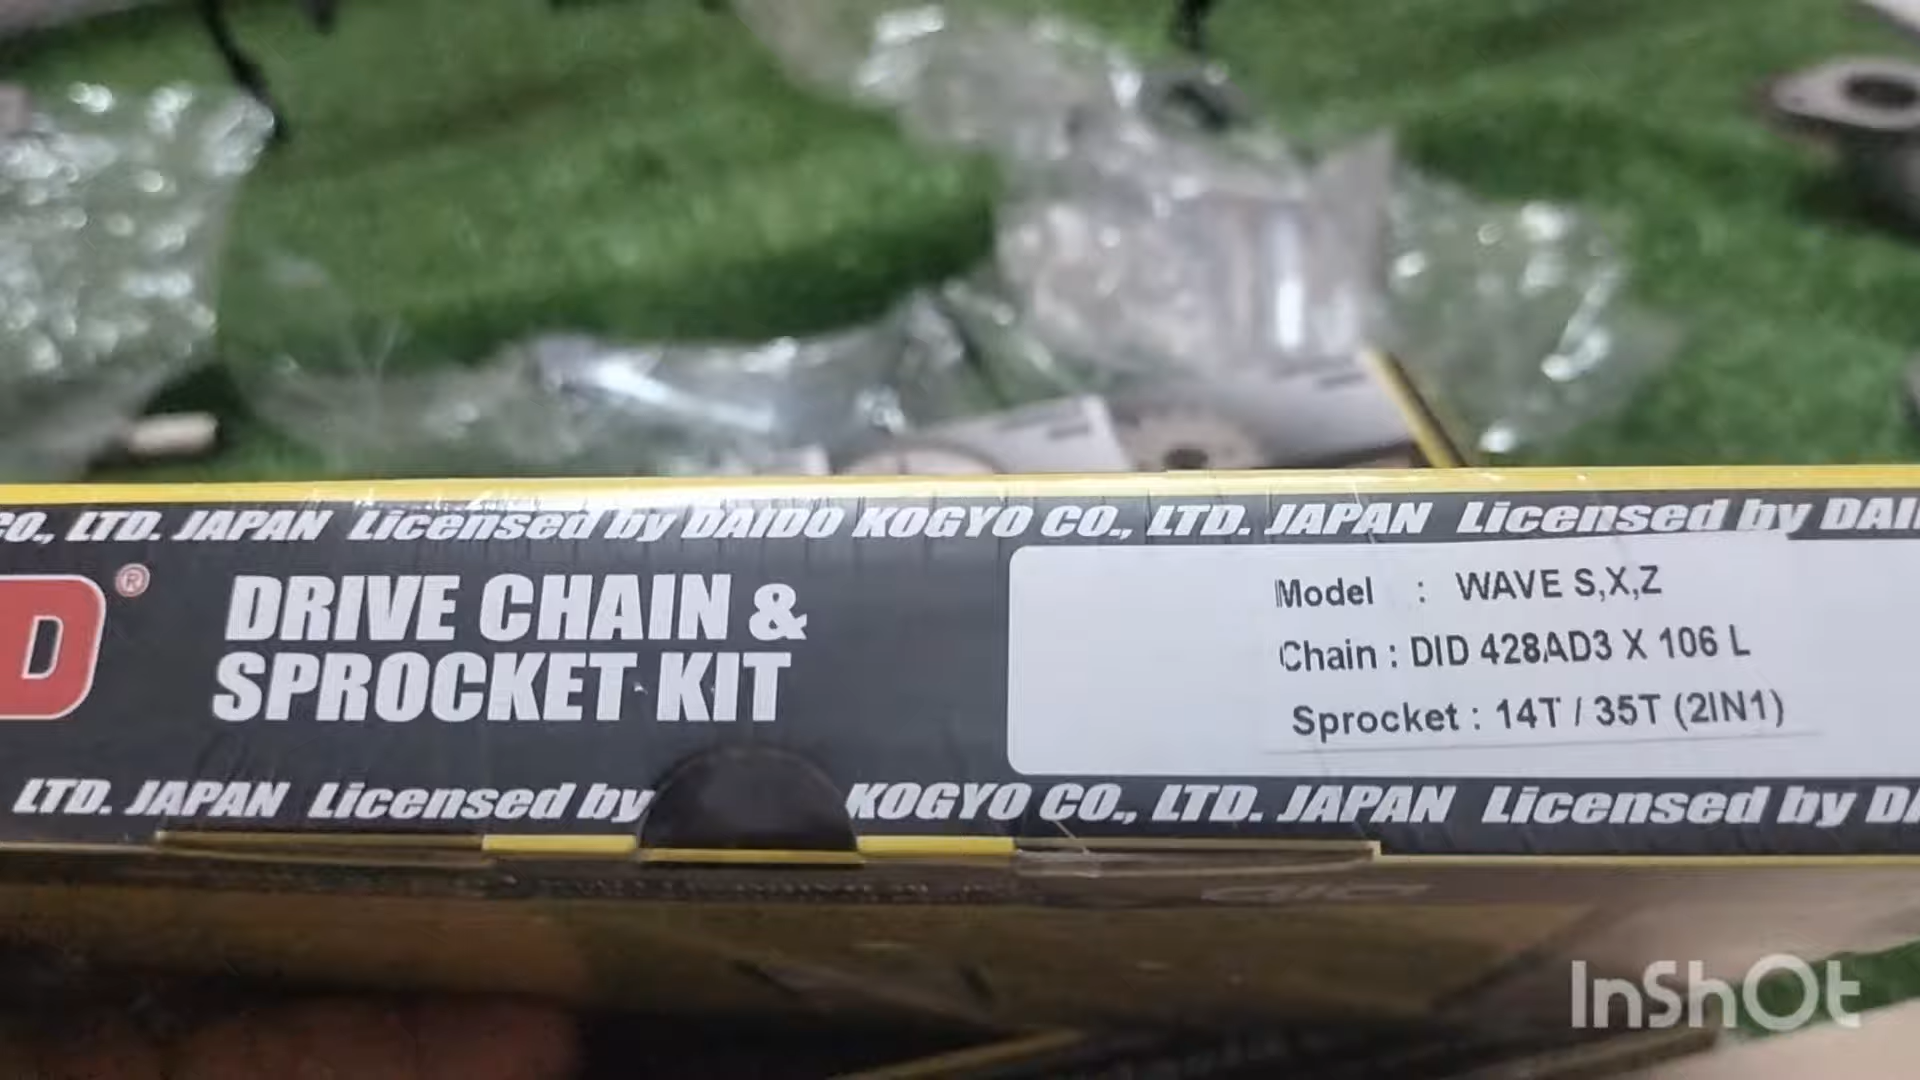 CO., LTD. JAPAN Licensed by DAIDO KOGYO CO., LTD. JAPAN Licensed by DAI
D ®
DRIVE CHAIN &
SPROCKET KIT
Model : WAVE S,X,Z
Chain : DID 428AD3 X 106 L
Sprocket : 14T / 35T (2IN1)
LTD. JAPAN Licensed by KOGYO CO., LTD. JAPAN Licensed by DA
InShOt